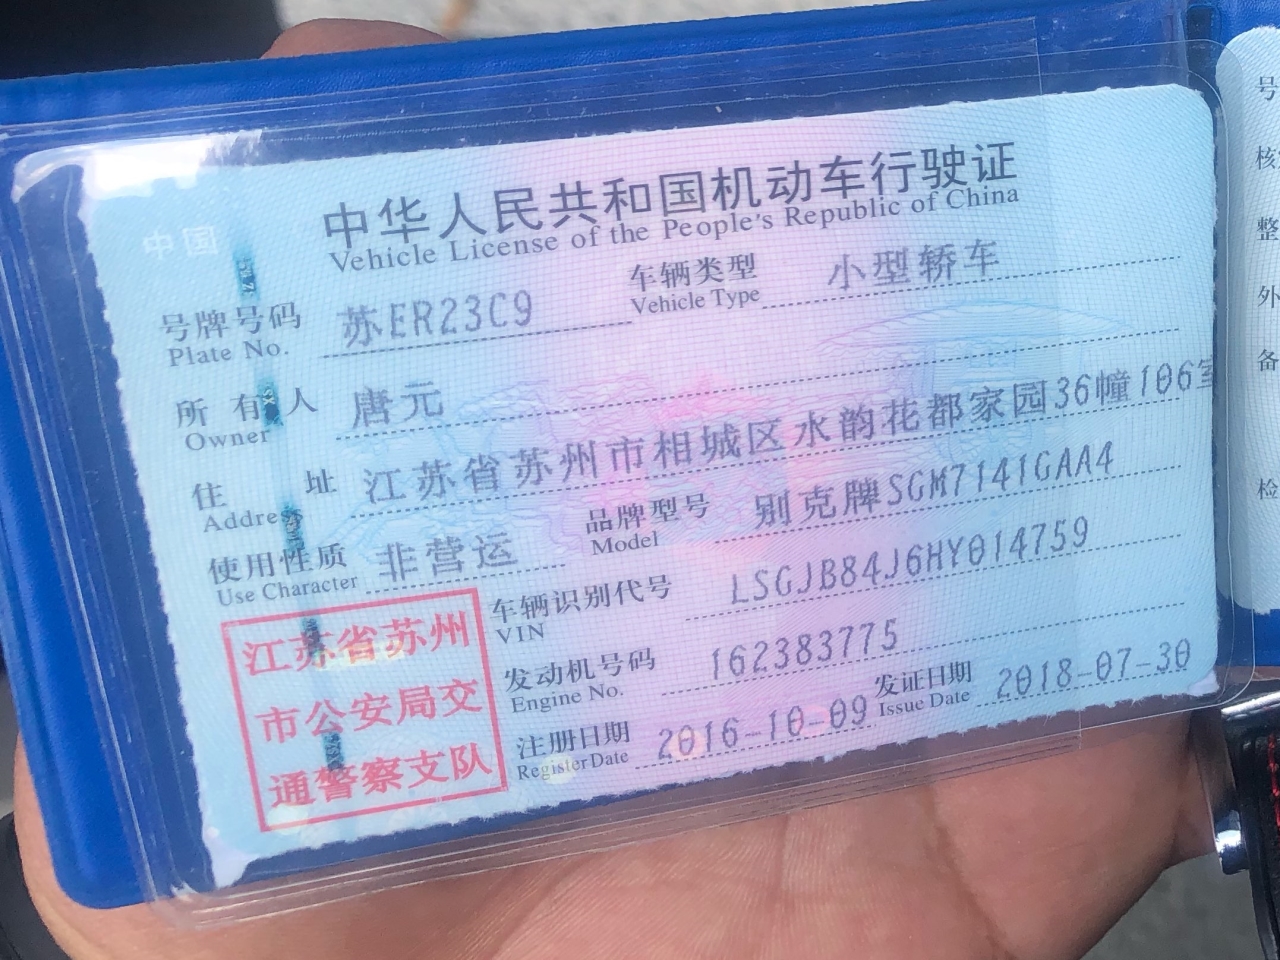 中国
中华人民共和国机动车行驶证
Vehicle License of the People's Republic of China
号牌号码 苏ER23C9 车辆类型 小型轿车
Plate No. Vehicle Type
所有人 唐元
Owner
住址 江苏省苏州市相城区水韵花都家园36幢106室
Addre
使用性质 非营运 品牌型号 别克牌SGM7141GAA4
Use Character Model
车辆识别代号 LSGJB84J6HY014759
VIN
发动机号码 162383775
Engine No.
注册日期 2016-10-09 发证日期 2018-07-30
Register Date Issue Date
江苏省苏州
市公安局交
通警察支队
号
核
整
外
备
检